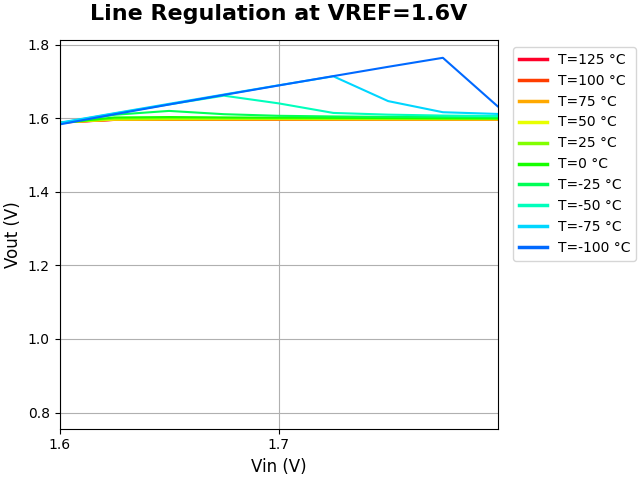 Line Regulation at VREF=1.6V
1.8
1.6
1.4
1.2
1.0
0.8
Vout (V)
1.6
1.7
Vin (V)
T=125 °C
T=100 °C
T=75 °C
T=50 °C
T=25 °C
T=0 °C
T=-25 °C
T=-50 °C
T=-75 °C
T=-100 °C